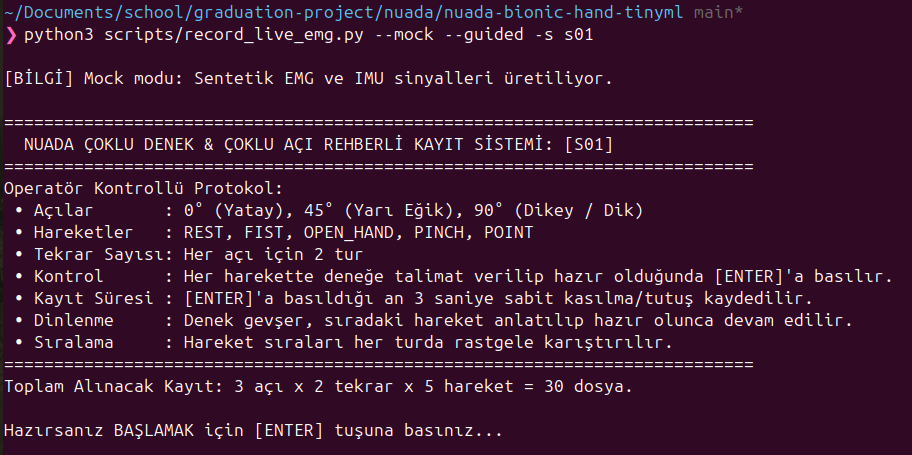 ~/Documents/school/graduation-project/nuada/nuada-bionic-hand-tinyml main*
❯ python3 scripts/record_live_emg.py --mock --guided -s s01
[BİLGİ] Mock modu: Sentetik EMG ve IMU sinyalleri üretiliyor.
===========================================================================
NUADA ÇOKLU DENEK & ÇOKLU AÇI REHBERLİ KAYIT SİSTEMİ: [S01]
===========================================================================
Operatör Kontrollü Protokol:
• Açılar : 0° (Yatay), 45° (Yarı Eğik), 90° (Dikey / Dik)
• Hareketler : REST, FIST, OPEN_HAND, PINCH, POINT
• Tekrar Sayısı: Her açı için 2 tur
• Kontrol : Her harekette deneğe talimat verilip hazır olduğunda [ENTER]'a basılır.
• Kayıt Süresi : [ENTER]'a basıldığı an 3 saniye sabit kasılma/tutuş kaydedilir.
• Dinlenme : Denek gevşer, sıradaki hareket anlatılıp hazır olunca devam edilir.
• Sıralama : Hareket sıraları her turda rastgele karıştırılır.
===========================================================================
Toplam Alınacak Kayıt: 3 açı x 2 tekrar x 5 hareket = 30 dosya.
Hazırsanız BAŞLAMAK için [ENTER] tuşuna basınız...